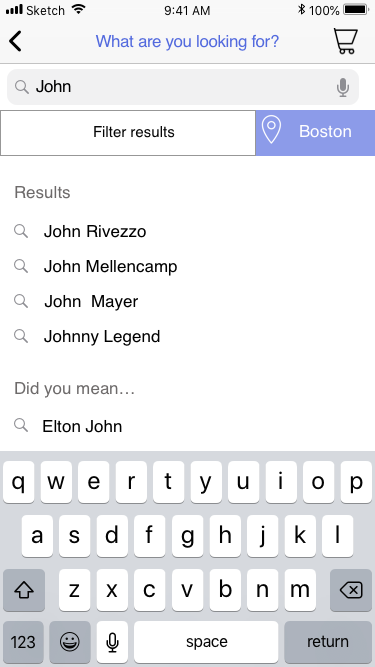 Sketch 9:41 AM 100%
What are you looking for?
John
Filter results Boston
Results
John Rivezzo
John Mellencamp
John  Mayer
Johnny Legend
Did you mean...
Elton John
q w e r t y u i o p
a s d f g h j k l
z x c v b n m
123 space return